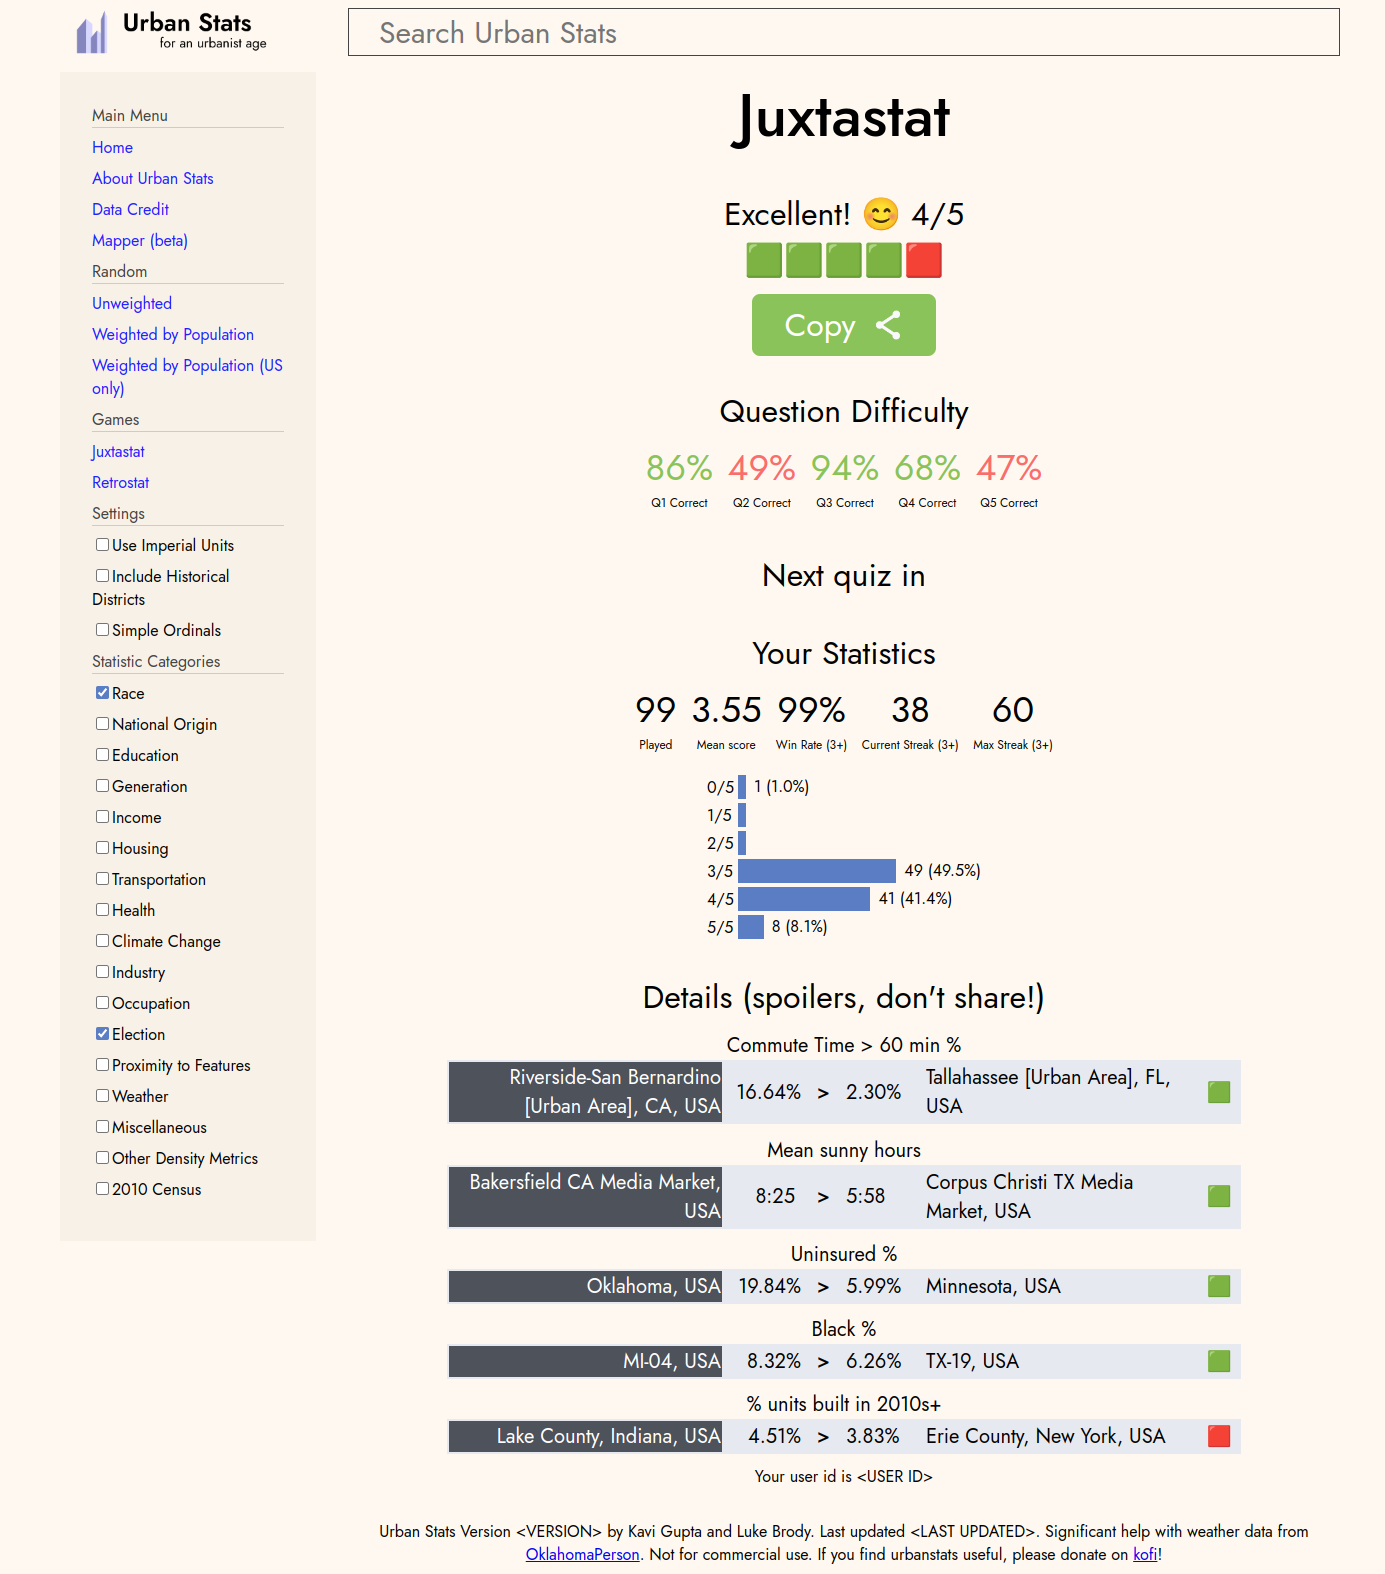 Urban Stats
for an urbanist age
Search Urban Stats
Main Menu
Home
About Urban Stats
Data Credit
Mapper (beta)
Random
Unweighted
Weighted by Population
Weighted by Population (US
only)
Games
Juxtastat
Retrostat
Settings
Use Imperial Units
Include Historical
Districts
Simple Ordinals
Statistic Categories
Race
National Origin
Education
Generation
Income
Housing
Transportation
Health
Climate Change
Industry
Occupation
Election
Proximity to Features
Weather
Miscellaneous
Other Density Metrics
2010 Census
Juxtastat
Excellent! 😊 4/5
🟩🟩🟩🟩🟥
Copy
Question Difficulty
86% 49% 94% 68% 47%
Q1 Correct Q2 Correct Q3 Correct Q4 Correct Q5 Correct
Next quiz in
Your Statistics
99 3.55 99% 38 60
Played Mean score Win Rate (3+) Current Streak (3+) Max Streak (3+)
0/5 1 (1.0%)
1/5
2/5
3/5 49 (49.5%)
4/5 41 (41.4%)
5/5 8 (8.1%)
Details (spoilers, don't share!)
Commute Time > 60 min %
Riverside-San Bernardino
[Urban Area], CA, USA
16.64% > 2.30%
Tallahassee [Urban Area], FL,
USA
🟩
Mean sunny hours
Bakersfield CA Media Market,
USA
8:25 > 5:58
Corpus Christi TX Media
Market, USA
🟩
Uninsured %
Oklahoma, USA 19.84% > 5.99% Minnesota, USA 🟩
Black %
MI-04, USA 8.32% > 6.26% TX-19, USA 🟩
% units built in 2010s+
Lake County, Indiana, USA 4.51% > 3.83% Erie County, New York, USA 🟥
Your user id is <USER ID>
Urban Stats Version <VERSION> by Kavi Gupta and Luke Brody. Last updated <LAST UPDATED>. Significant help with weather data from
OklahomaPerson. Not for commercial use. If you find urbanstats useful, please donate on kofi!